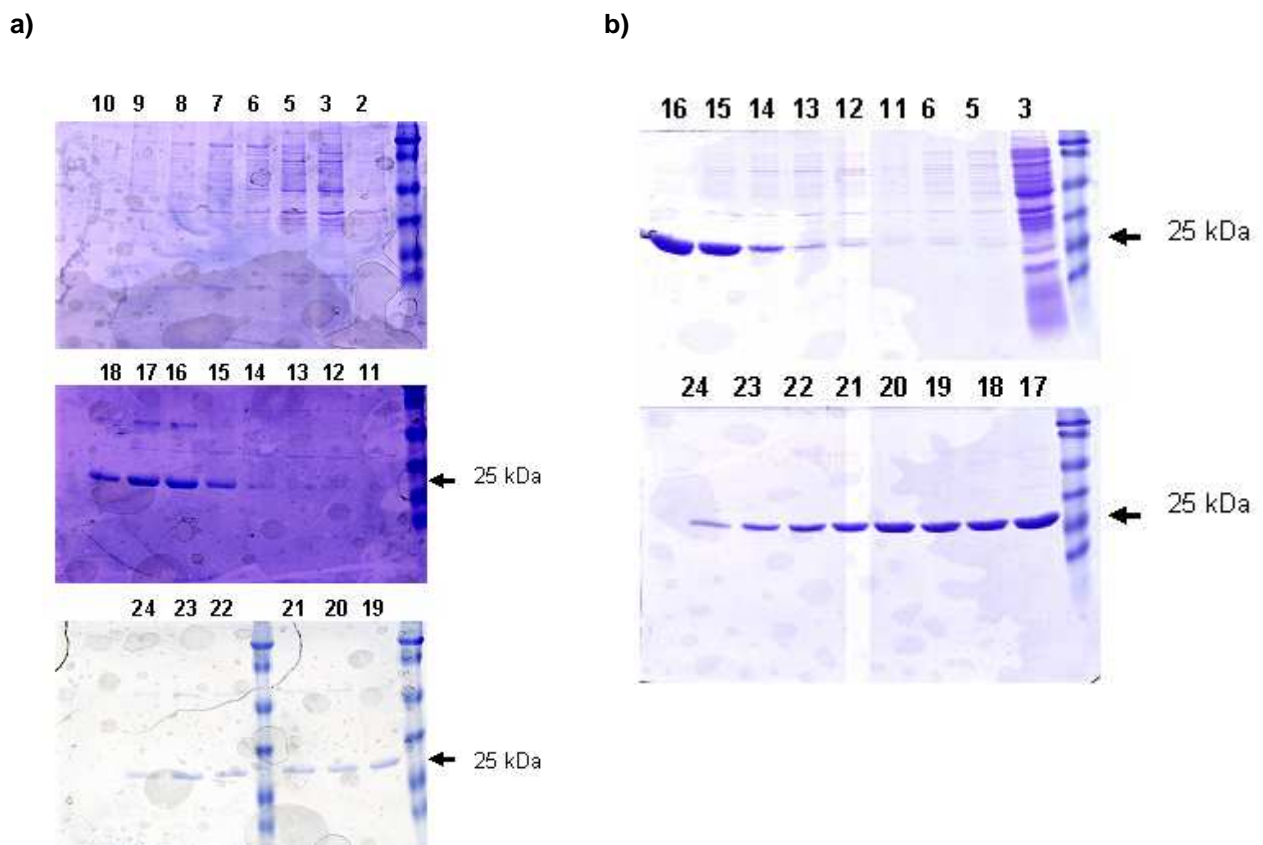 a)
10 9 8 7 6 5 3 2
18 17 16 15 14 13 12 11
25 kDa
24 23 22 21 20 19
25 kDa
b)
16 15 14 13 12 11 6 5 3
25 kDa
24 23 22 21 20 19 18 17
25 kDa